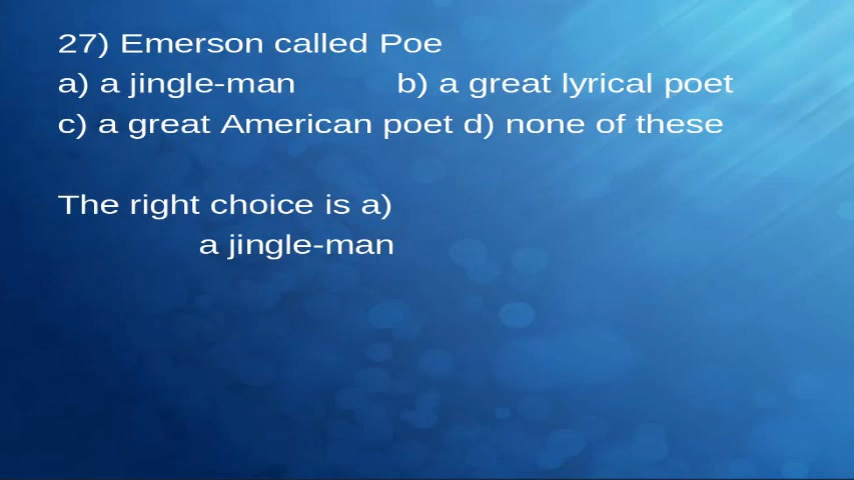 27) Emerson called Poe
a) a jingle-man b) a great lyrical poet
c) a great American poet d) none of these
The right choice is a)
a jingle-man